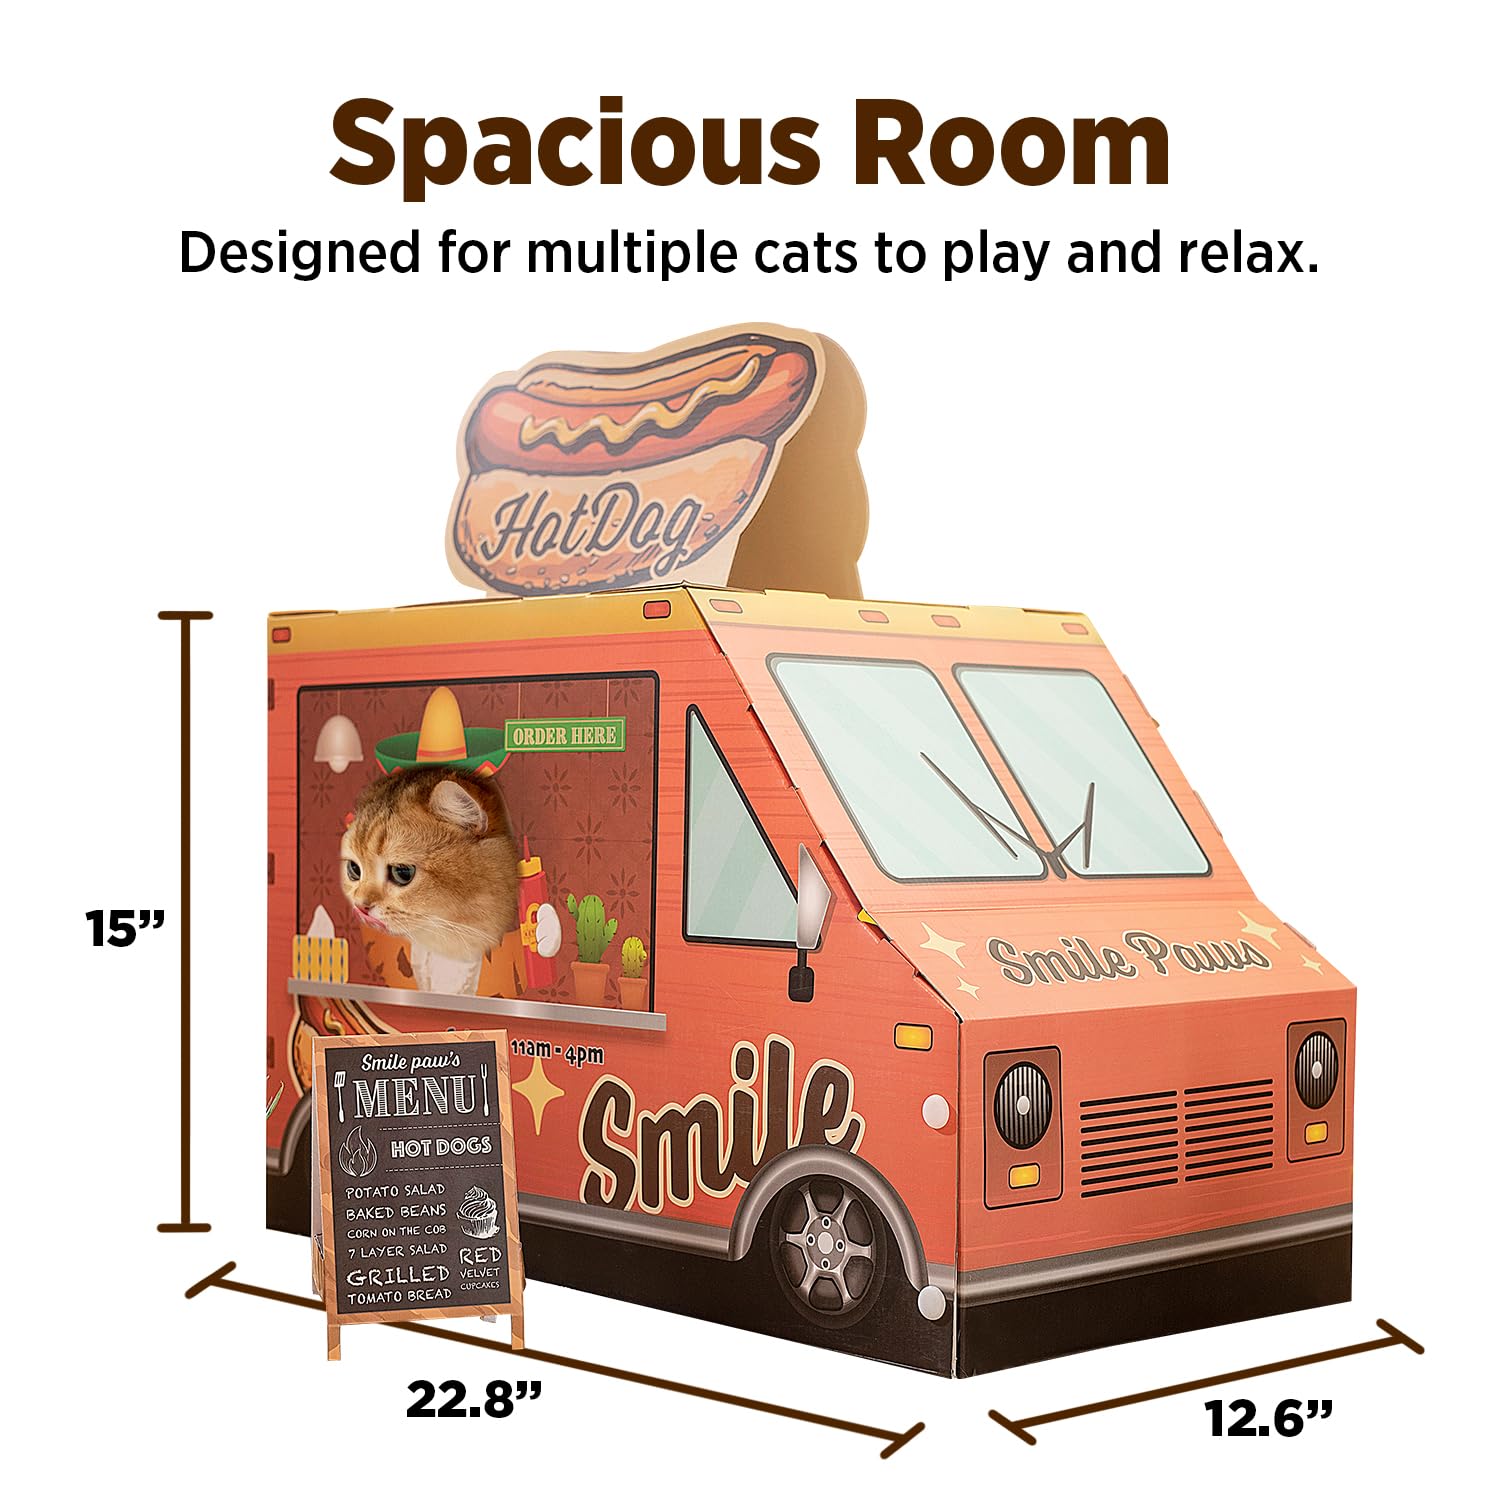 Spacious Room
Designed for multiple cats to play and relax.
HotDog
ORDER HERE
Smile Paws
11am - 4pm
Smile
Smile paw's
MENU
HOT DOGS
POTATO SALAD
BAKED BEANS
CORN ON THE COB
7 LAYER SALAD
GRILLED
TOMATO BREAD
RED
VELVET
CUPCAKES
15”
22.8”
12.6”